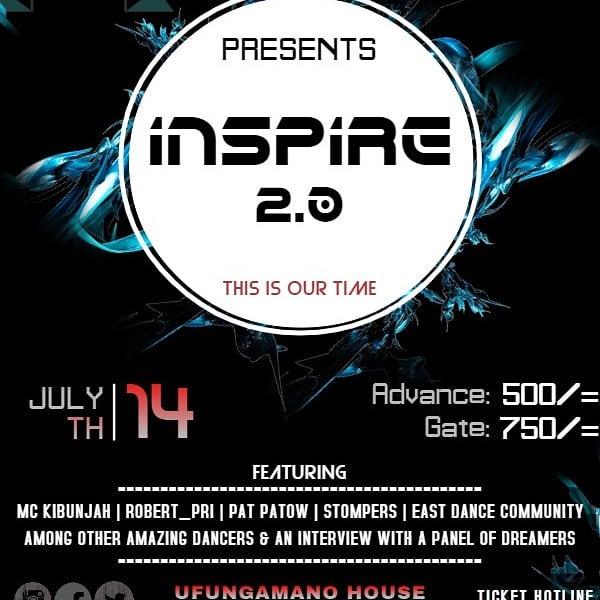 PRESENTS
INSPIRE
2.0
THIS IS OUR TIME
JULY 14
TH
Advance: 500/=
Gate: 750/=
FEATURING
MC KIBUNJAH | ROBERT_PRI | PAT PATOW | STOMPERS | EAST DANCE COMMUNITY
AMONG OTHER AMAZING DANCERS & AN INTERVIEW WITH A PANEL OF DREAMERS
UFUNGAMANO HOUSE
TICKET HOTLINE